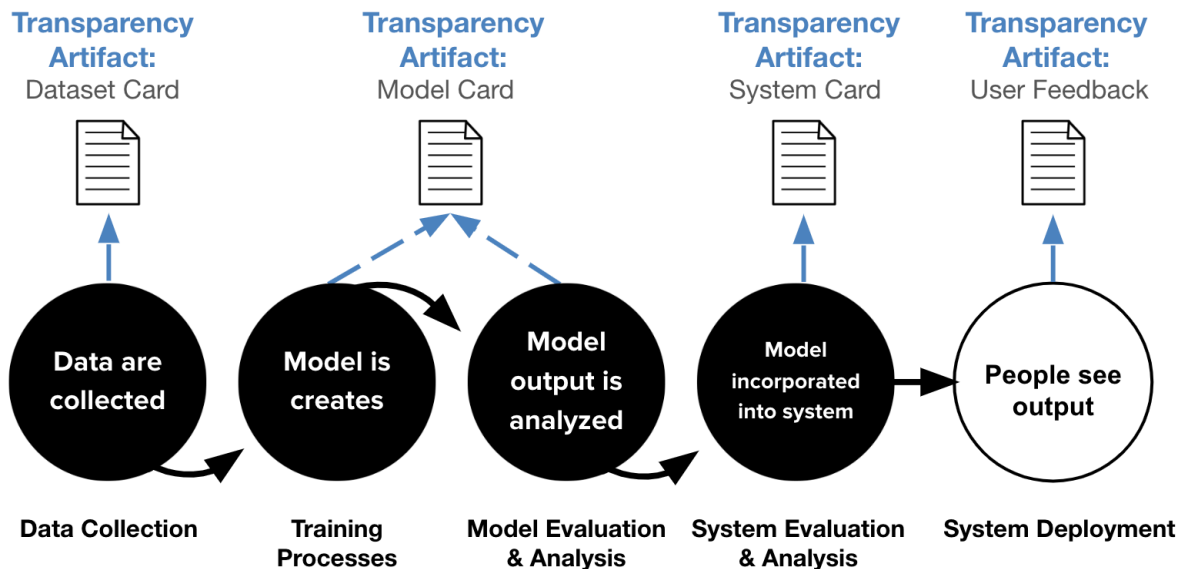 Transparency
Artifact:
Dataset Card
Transparency
Artifact:
Model Card
Transparency
Artifact:
System Card
Transparency
Artifact:
User Feedback
Data are
collected
Model is
creates
Model
output is
analyzed
Model
incorporated
into system
People see
output
Data Collection
Training
Processes
Model Evaluation
& Analysis
System Evaluation
& Analysis
System Deployment